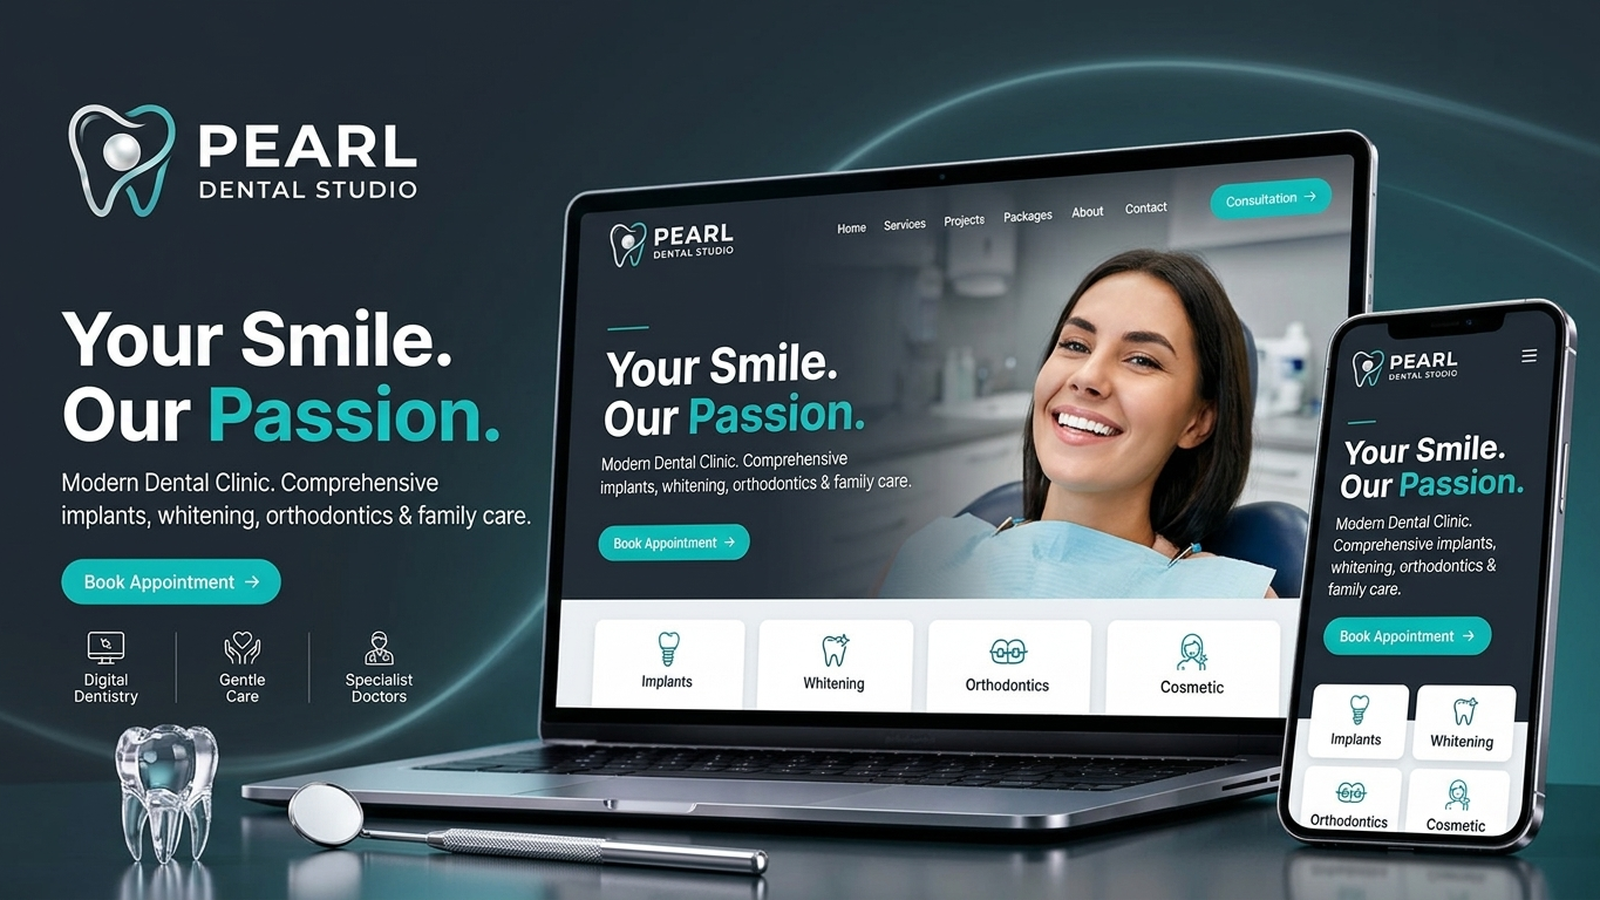 PEARL
DENTAL STUDIO
Your Smile.
Our Passion.
Modern Dental Clinic. Comprehensive
implants, whitening, orthodontics & family care.
Book Appointment →
Digital
Dentistry
Gentle
Care
Specialist
Doctors
PEARL
DENTAL STUDIO
Home Services Projects Packages About Contact
Consultation →
Your Smile.
Our Passion.
Modern Dental Clinic. Comprehensive
implants, whitening, orthodontics & family care.
Book Appointment →
Implants
Whitening
Orthodontics
Cosmetic
PEARL
DENTAL STODIO
Your Smile.
Our Passion.
Modern Dental Clinic.
Comprehensive implants,
whitening, orthodontics &
family care.
Book Appointment →
Implants
Whitening
Orthodontics
Cosmetic